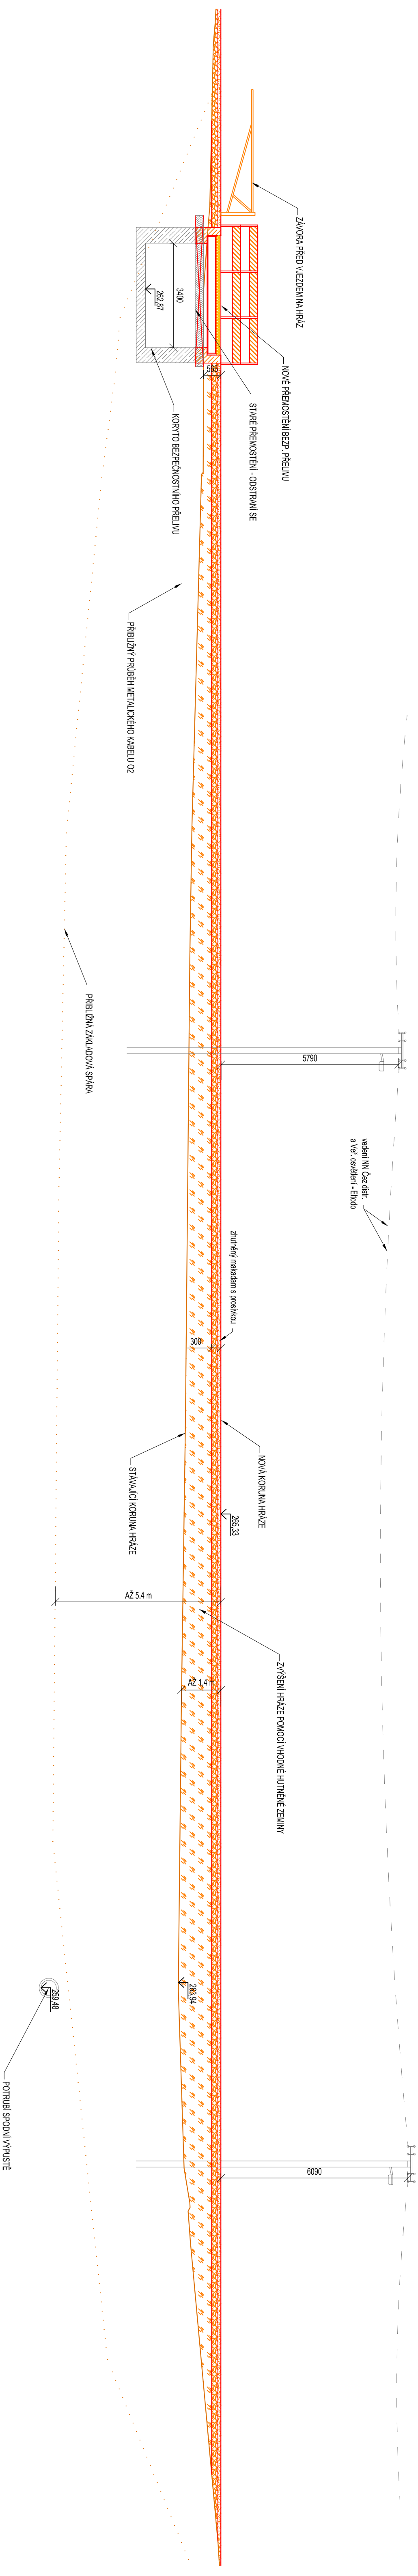 ZÁVORA PŘED VJEZDEM NA HRÁZ
NOVÉ PŘEMOSTĚNÍ BEZP. PŘELIVU
STARÉ PŘEMOSTĚNÍ - ODSTRANÍ SE
KORYTO BEZPEČNOSTNÍHO PŘELIVU
3400
262,87
565
PŘIBLIŽNÝ PRŮBĚH METALICKÉHO KABELU O2
PŘIBLIŽNÁ ZÁKLADOVÁ SPÁRA
5790
vedení NN Čez distr.
a Veř. osvětlení - Eltodo
zhutněný makadam s prosívkou
300
NOVÁ KORUNA HRÁZE
STÁVAJÍCÍ KORUNA HRÁZE
265,33
AŽ 5,4 m
ZVÝŠENÍ HRÁZE POMOCÍ VHODNÉ HUTNĚNÉ ZEMINY
AŽ 1,4 m
263,94
259,48
POTRUBÍ SPODNÍ VÝPUSTĚ
6090